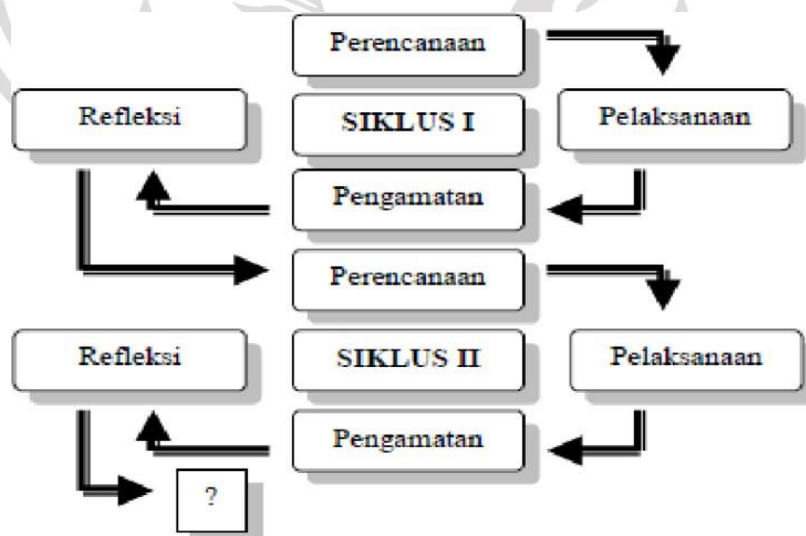 Perencanaan
Refleksi
SIKLUS I
Pelaksanaan
Pengamatan
Perencanaan
Refleksi
SIKLUS II
Pelaksanaan
Pengamatan
?